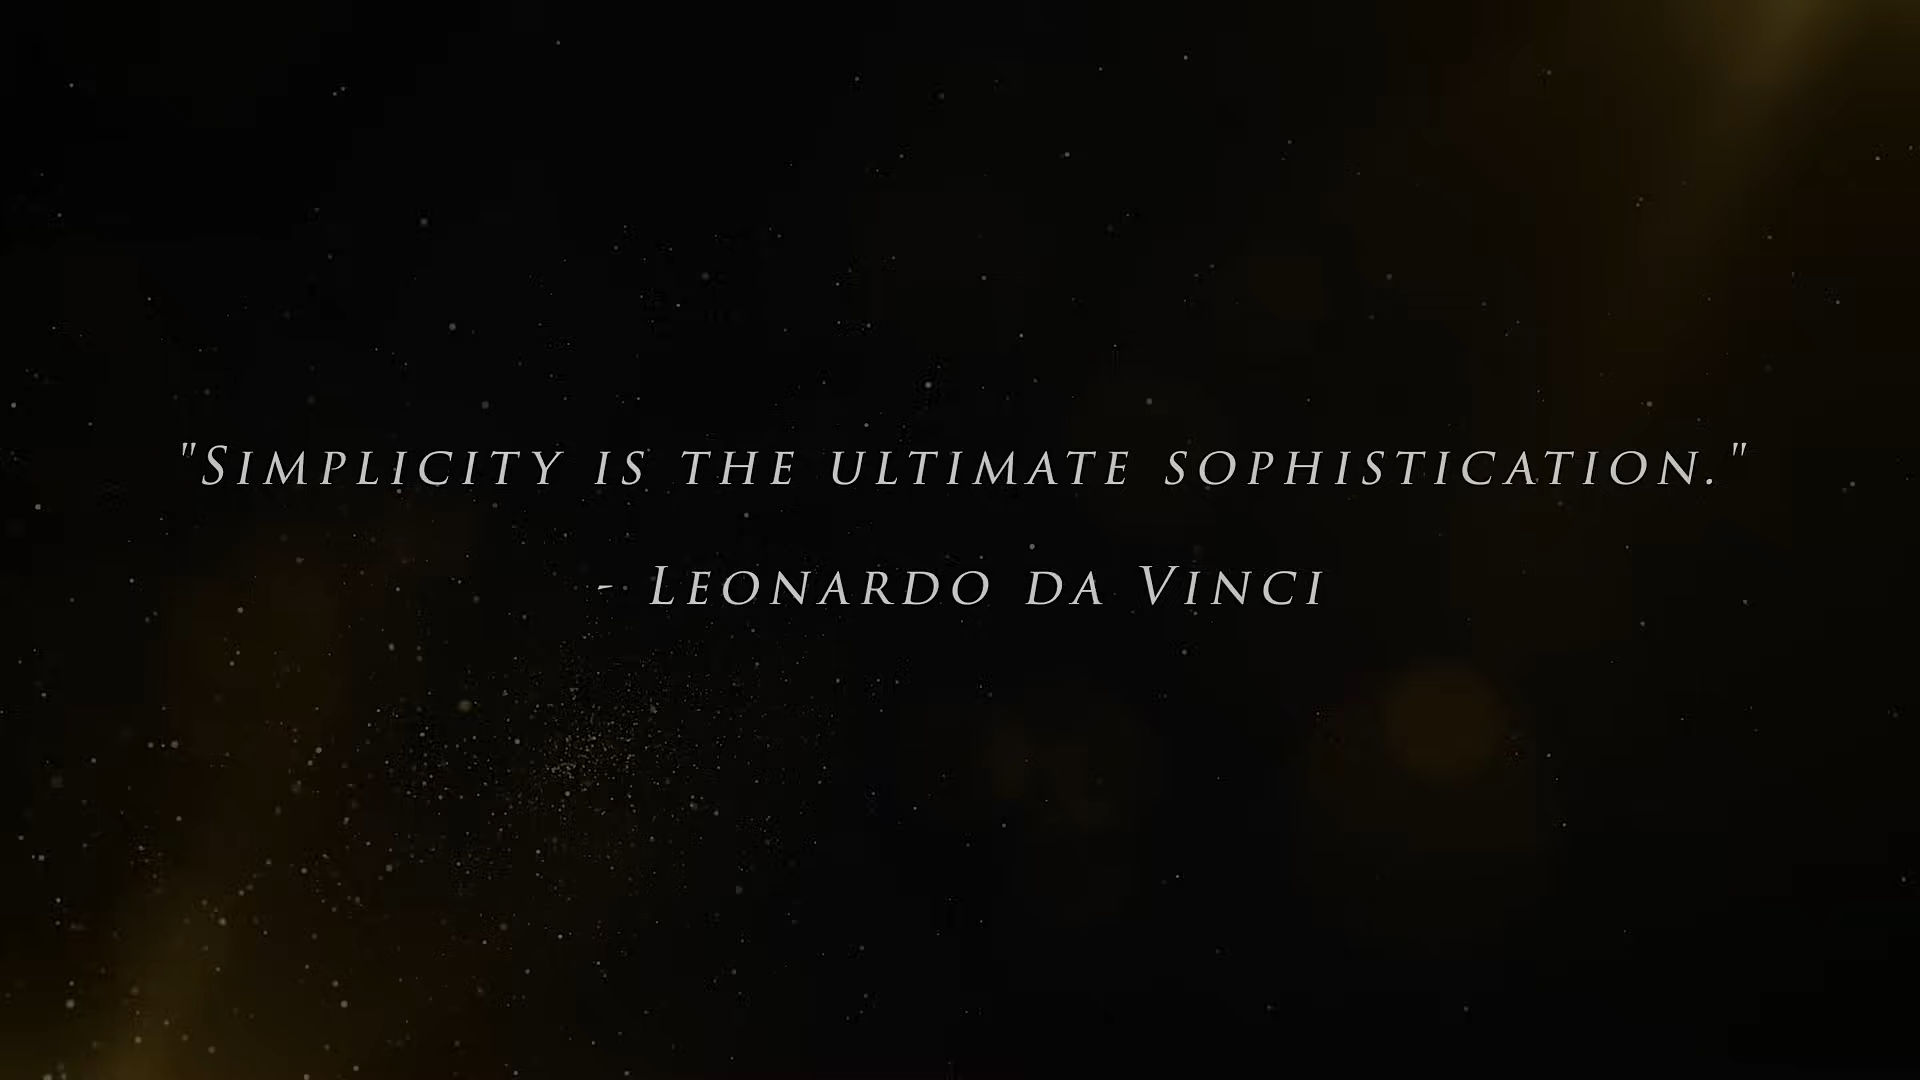 "Simplicity is the ultimate sophistication."
- Leonardo da Vinci